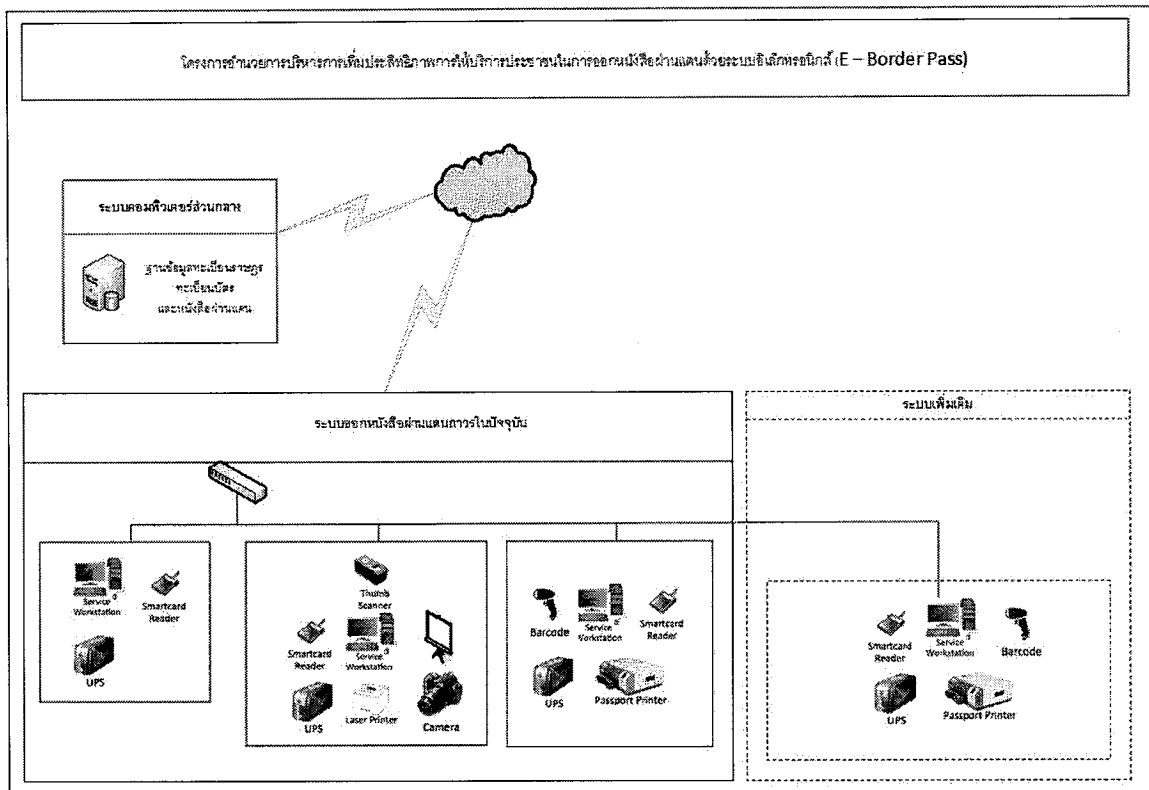 โครงการอำนวยการบริหารการเพิ่มประสิทธิภาพการให้บริการประชาชนในการออกหนังสือผ่านแดนด้วยระบบอิเล็กทรอนิกส์ (E – Border Pass)
ระบบคอมพิวเตอร์ส่วนกลาง
ฐานข้อมูลทะเบียนราษฎร
ทะเบียนบัตร
และหนังสือผ่านแดน
ระบบออกหนังสือผ่านแดนถาวรในปัจจุบัน
ระบบเพิ่มเติม
Service
Workstation
Smartcard
Reader
UPS
Thumb
Scanner
Smartcard
Reader
Service
Workstation
UPS
Laser Printer
Camera
Barcode
Service
Workstation
Smartcard
Reader
UPS
Passport Printer
Smartcard
Reader
Service
Workstation
Barcode
UPS
Passport Printer